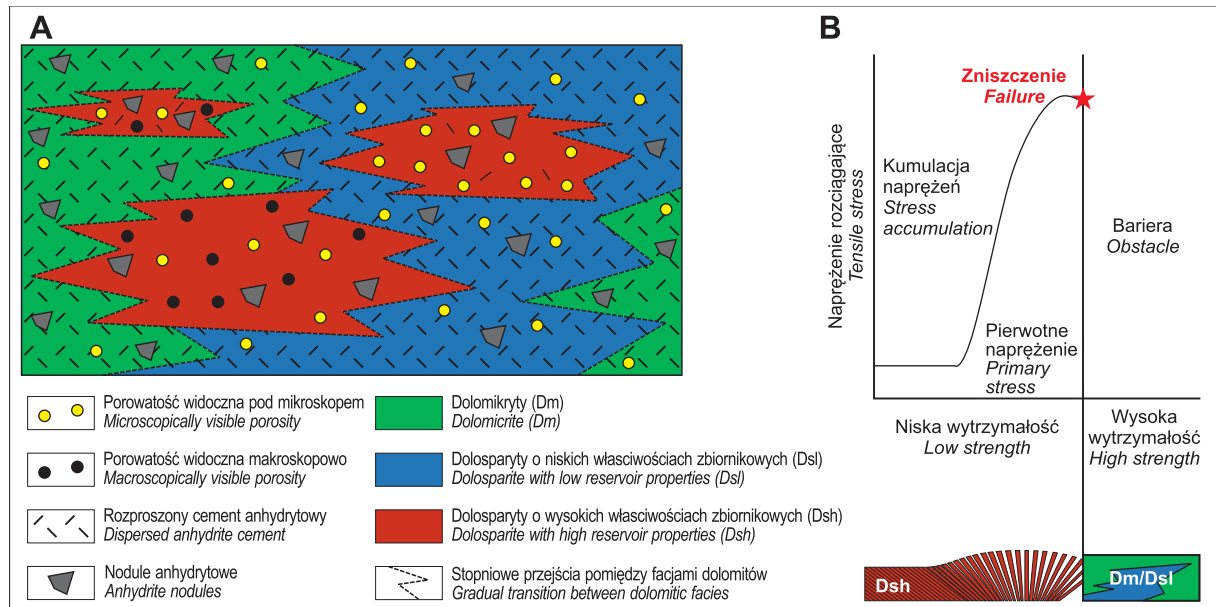 A
Porowatość widoczna pod mikroskopem
Microscopically visible porosity
Porowatość widoczna makroskopowo
Macroscopically visible porosity
Rozproszony cement anhydrytowy
Dispersed anhydrite cement
Nodule anhydrytowe
Anhydrite nodules
Dolomikryty (Dm)
Dolomicrite (Dm)
Dolosparyty o niskich właściwościach zbiornikowych (Dsl)
Dolosparite with low reservoir properties (Dsl)
Dolosparyty o wysokich właściwościach zbiornikowych (Dsh)
Dolosparite with high reservoir properties (Dsh)
Stopniowe przejścia pomiędzy facjami dolomitów
Gradual transition between dolomitic facies
B
Naprężenie rozciągające
Tensile stress
Zniszczenie
Failure
Kumulacja
naprężeń
Stress
accumulation
Pierwotne
naprężenie
Primary
stress
Bariera
Obstacle
Niska wytrzymałość
Low strength
Wysoka
wytrzymałość
High strength
Dsh
Dm/Dsl